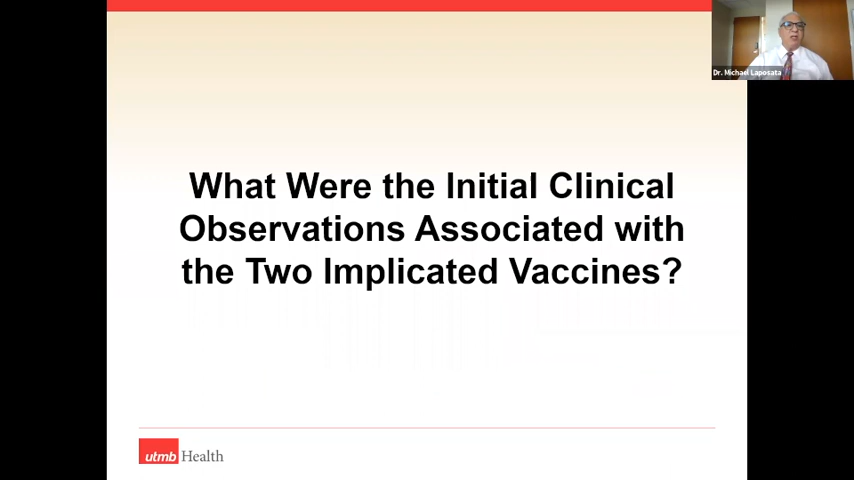 Dr. Michael Laposata
What Were the Initial Clinical
Observations Associated with
the Two Implicated Vaccines?
utmb Health